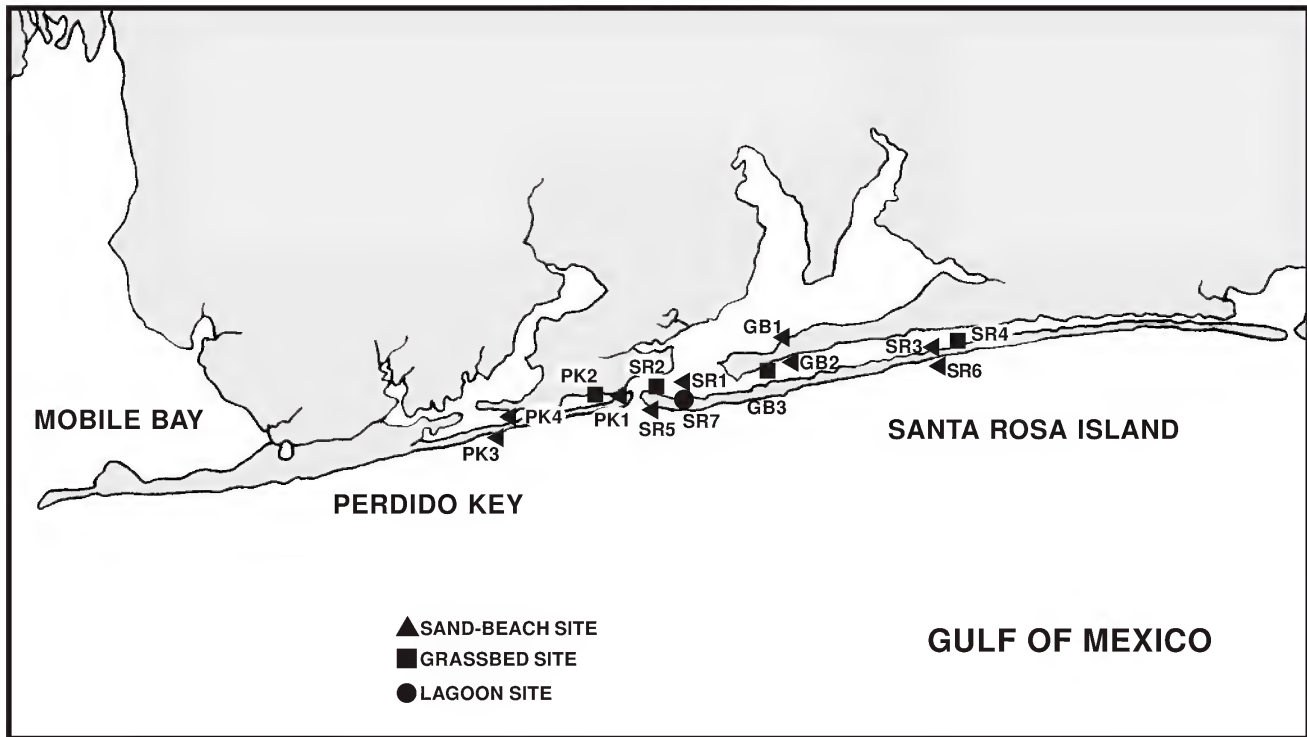 GB1
SR4
SR3
SR2
GB2
SR6
PK2
SR1
GB3
MOBILE BAY
PK4
PK1
SR5
SR7
SANTA ROSA ISLAND
PK3
PERDIDO KEY
SAND-BEACH SITE
GULF OF MEXICO
GRASSBED SITE
LAGOON SITE